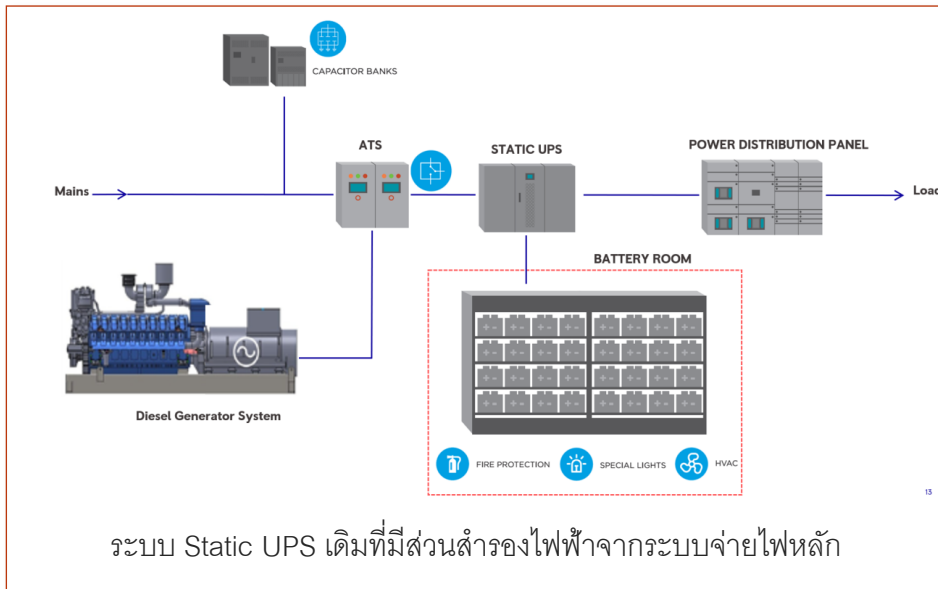 CAPACITOR BANKS
ATS
STATIC UPS
POWER DISTRIBUTION PANEL
Mains
Load
BATTERY ROOM
Diesel Generator System
FIRE PROTECTION
SPECIAL LIGHTS
HVAC
13
ระบบ Static UPS เดิมที่มีส่วนสำรองไฟฟ้าจากระบบจ่ายไฟหลัก